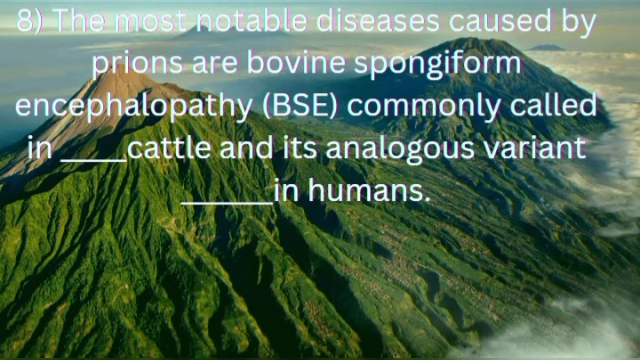 8) The most notable diseases caused by
prions are bovine spongiform
encephalopathy (BSE) commonly called
in ____cattle and its analogous variant
______in humans.